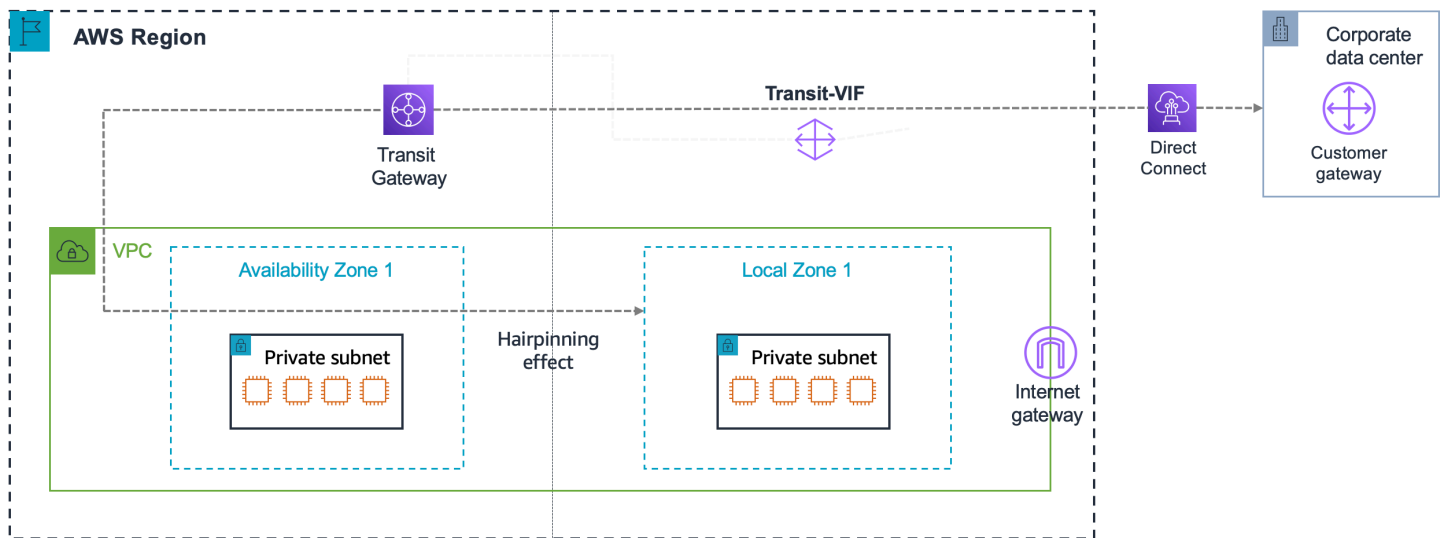 AWS Region
Corporate
data center
Transit-VIF
Transit
Gateway
Direct
Connect
Customer
gateway
VPC
Availability Zone 1
Local Zone 1
Hairpinning
effect
Private subnet
Private subnet
Internet
gateway